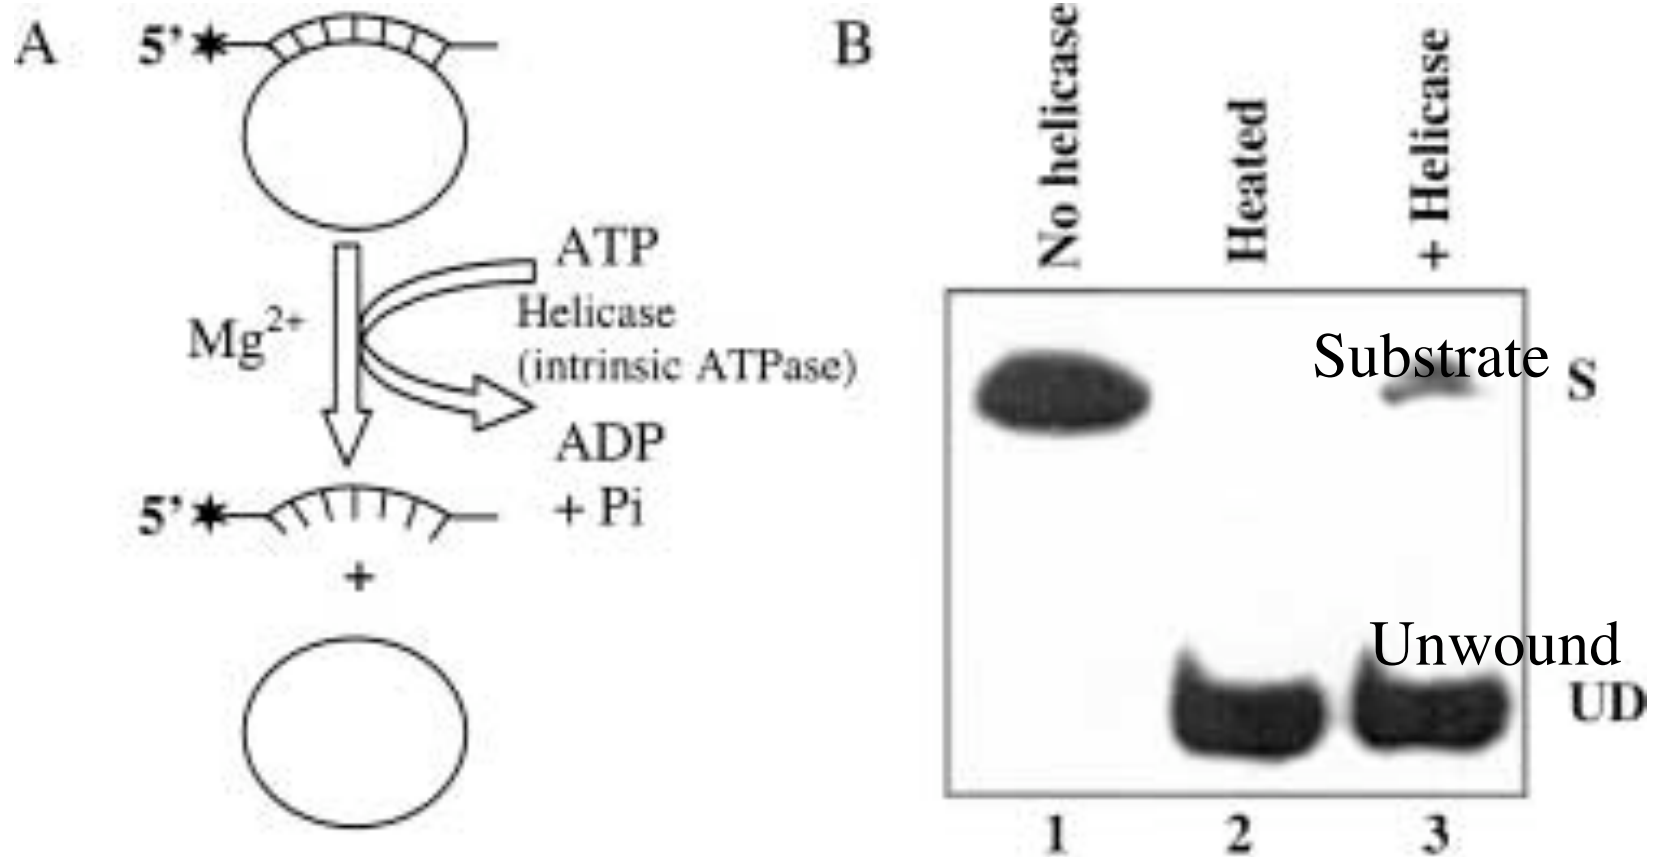 A
5'
ATP
Mg2+
Helicase
(intrinsic ATPase)
ADP
+ Pi
5'
+
B
No helicase
Heated
+ Helicase
Substrate
S
Unwound
UD
1 2 3